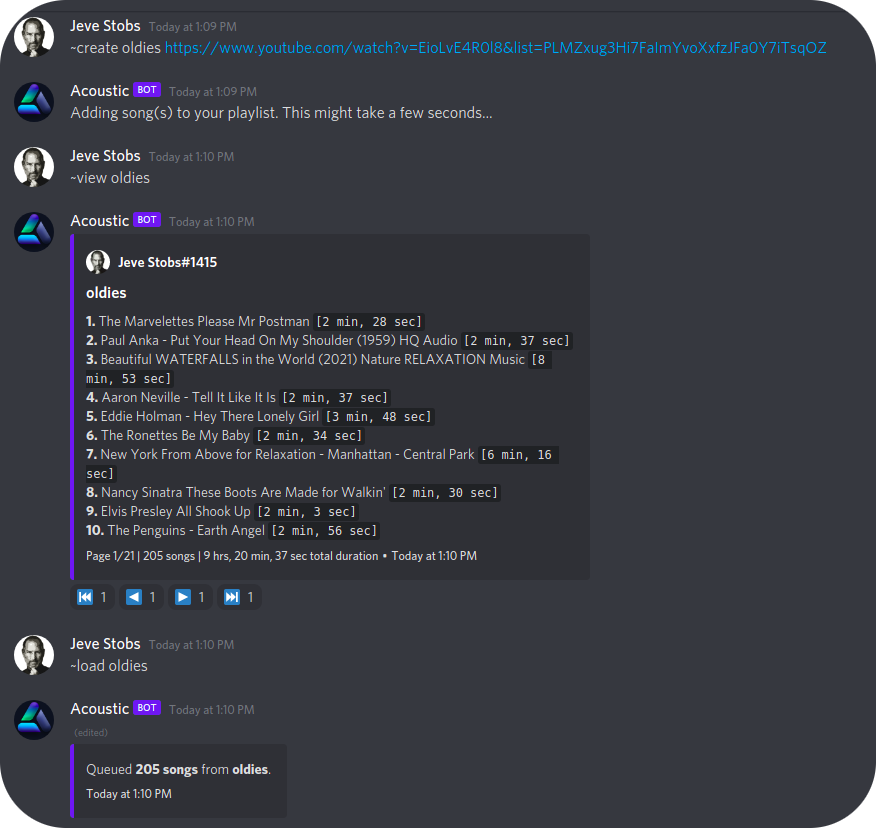 Jeve Stobs Today at 1:09 PM
~create oldies https://www.youtube.com/watch?v=EioLvE4R0l8&list=PLMZxug3Hi7FaImYvoXxfzJFa0Y7iTsqOZ
Acoustic BOT Today at 1:09 PM
Adding song(s) to your playlist. This might take a few seconds...
Jeve Stobs Today at 1:10 PM
~view oldies
Acoustic BOT Today at 1:10 PM
Jeve Stobs#1415
oldies
1. The Marvelettes Please Mr Postman [2 min, 28 sec]
2. Paul Anka - Put Your Head On My Shoulder (1959) HQ Audio [2 min, 37 sec]
3. Beautiful WATERFALLS in the World (2021) Nature RELAXATION Music [8
min, 53 sec]
4. Aaron Neville - Tell It Like It Is [2 min, 37 sec]
5. Eddie Holman - Hey There Lonely Girl [3 min, 48 sec]
6. The Ronettes Be My Baby [2 min, 34 sec]
7. New York From Above for Relaxation - Manhattan - Central Park [6 min, 16
sec]
8. Nancy Sinatra These Boots Are Made for Walkin' [2 min, 30 sec]
9. Elvis Presley All Shook Up [2 min, 3 sec]
10. The Penguins - Earth Angel [2 min, 56 sec]
Page 1/21 | 205 songs | 9 hrs, 20 min, 37 sec total duration • Today at 1:10 PM
1 1 1 1
Jeve Stobs Today at 1:10 PM
~load oldies
Acoustic BOT Today at 1:10 PM
(edited)
Queued 205 songs from oldies.
Today at 1:10 PM